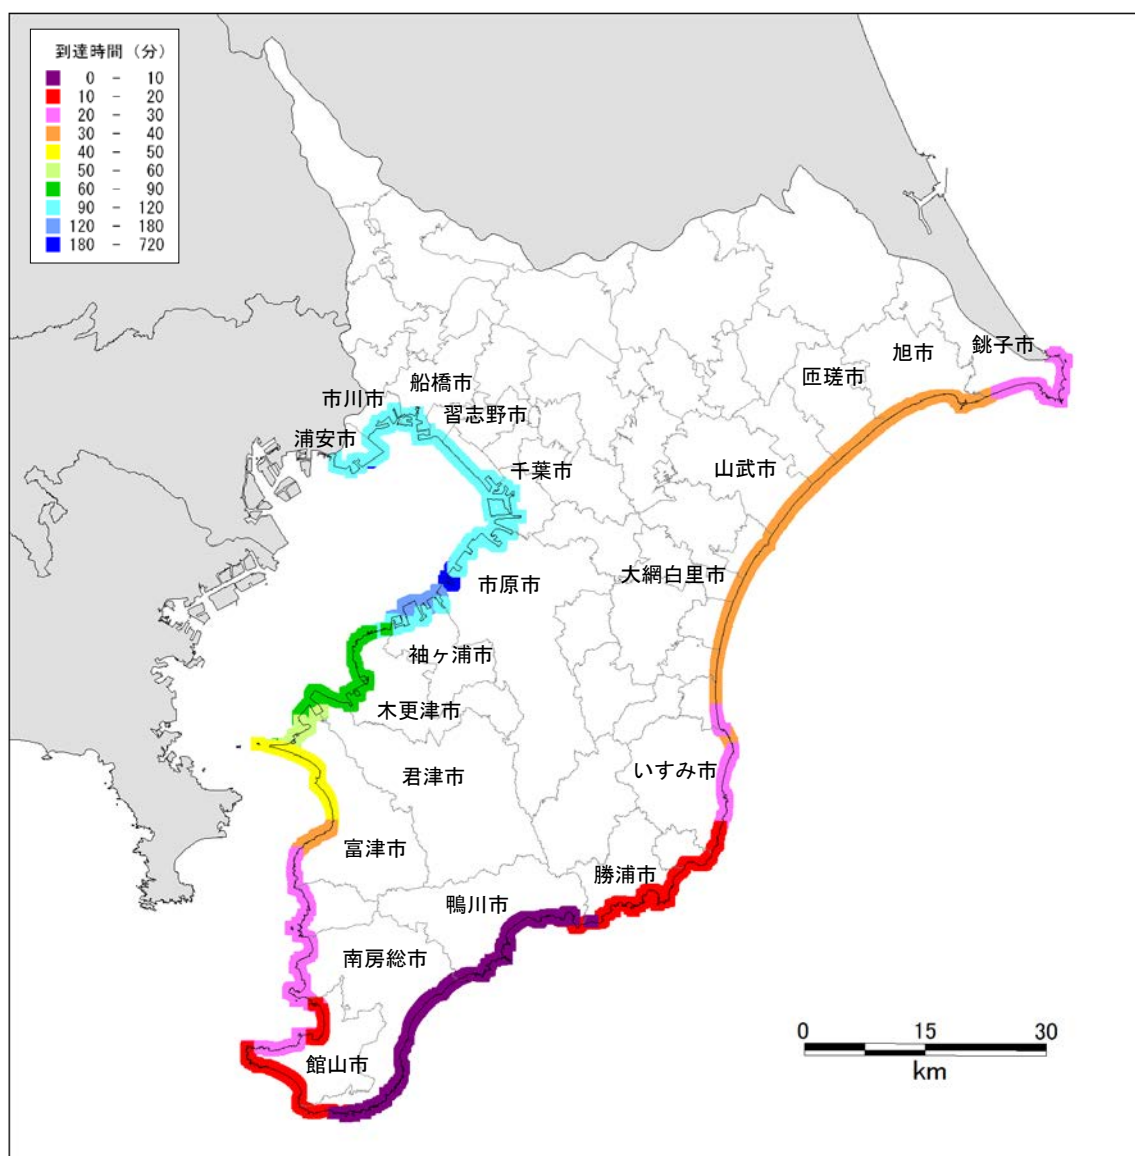 到達時間（分）
0 － 10
10 － 20
20 － 30
30 － 40
40 － 50
50 － 60
60 － 90
90 － 120
120 － 180
180 － 720
銚子市
旭市
匝瑳市
船橋市
市川市
習志野市
浦安市
千葉市
山武市
大網白里市
市原市
袖ヶ浦市
木更津市
君津市
いすみ市
富津市
勝浦市
鴨川市
南房総市
館山市
0 15 30
km